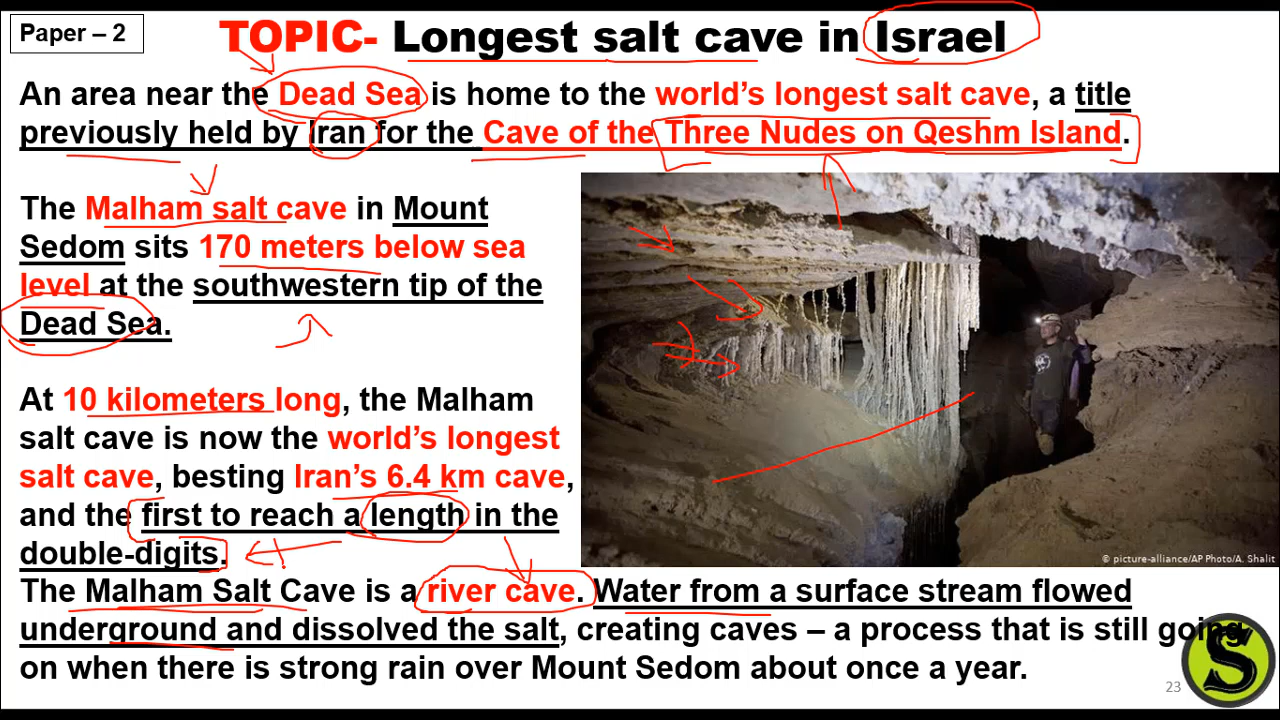 Paper – 2
TOPIC- Longest salt cave in Israel
An area near the Dead Sea is home to the world's longest salt cave, a title
previously held by Iran for the Cave of the Three Nudes on Qeshm Island.
The Malham salt cave in Mount
Sedom sits 170 meters below sea
level at the southwestern tip of the
Dead Sea.
At 10 kilometers long, the Malham
salt cave is now the world's longest
salt cave, besting Iran's 6.4 km cave,
and the first to reach a length in the
double-digits.
© picture-alliance/AP Photo/A. Shalit
The Malham Salt Cave is a river cave. Water from a surface stream flowed
underground and dissolved the salt, creating caves – a process that is still going
on when there is strong rain over Mount Sedom about once a year.
23
S